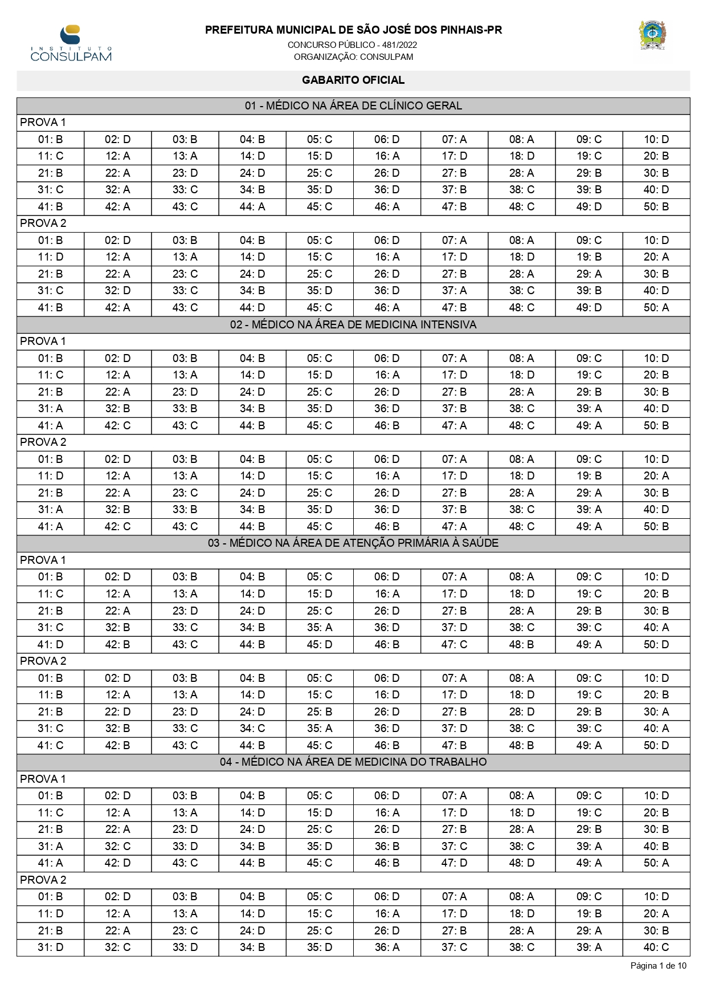 INSTITUTO
CONSULPAM
PREFEITURA MUNICIPAL DE SÃO JOSÉ DOS PINHAIS-PR
CONCURSO PÚBLICO - 481/2022
ORGANIZAÇÃO: CONSULPAM
GABARITO OFICIAL
01 - MÉDICO NA ÁREA DE CLÍNICO GERAL
PROVA 1
01: B 02: D 03: B 04: B 05: C 06: D 07: A 08: A 09: C 10: D
11: C 12: A 13: A 14: D 15: D 16: A 17: D 18: D 19: C 20: B
21: B 22: A 23: D 24: D 25: C 26: D 27: B 28: A 29: B 30: B
31: C 32: A 33: C 34: B 35: D 36: D 37: B 38: C 39: B 40: D
41: B 42: A 43: C 44: A 45: C 46: A 47: B 48: C 49: D 50: B
PROVA 2
01: B 02: D 03: B 04: B 05: C 06: D 07: A 08: A 09: C 10: D
11: D 12: A 13: A 14: D 15: C 16: A 17: D 18: D 19: B 20: A
21: B 22: A 23: C 24: D 25: C 26: D 27: B 28: A 29: A 30: B
31: C 32: D 33: C 34: B 35: D 36: D 37: A 38: C 39: B 40: D
41: B 42: A 43: C 44: D 45: C 46: A 47: B 48: C 49: D 50: A
02 - MÉDICO NA ÁREA DE MEDICINA INTENSIVA
PROVA 1
01: B 02: D 03: B 04: B 05: C 06: D 07: A 08: A 09: C 10: D
11: C 12: A 13: A 14: D 15: D 16: A 17: D 18: D 19: C 20: B
21: B 22: A 23: D 24: D 25: C 26: D 27: B 28: A 29: B 30: B
31: A 32: B 33: B 34: B 35: D 36: D 37: B 38: C 39: A 40: D
41: A 42: C 43: C 44: B 45: C 46: B 47: A 48: C 49: A 50: B
PROVA 2
01: B 02: D 03: B 04: B 05: C 06: D 07: A 08: A 09: C 10: D
11: D 12: A 13: A 14: D 15: C 16: A 17: D 18: D 19: B 20: A
21: B 22: A 23: C 24: D 25: C 26: D 27: B 28: A 29: A 30: B
31: A 32: B 33: B 34: B 35: D 36: D 37: B 38: C 39: A 40: D
41: A 42: C 43: C 44: B 45: C 46: B 47: A 48: C 49: A 50: B
03 - MÉDICO NA ÁREA DE ATENÇÃO PRIMÁRIA À SAÚDE
PROVA 1
01: B 02: D 03: B 04: B 05: C 06: D 07: A 08: A 09: C 10: D
11: C 12: A 13: A 14: D 15: D 16: A 17: D 18: D 19: C 20: B
21: B 22: A 23: D 24: D 25: C 26: D 27: B 28: A 29: B 30: B
31: C 32: B 33: C 34: B 35: A 36: D 37: D 38: C 39: C 40: A
41: D 42: B 43: C 44: B 45: D 46: B 47: C 48: B 49: A 50: D
PROVA 2
01: B 02: D 03: B 04: B 05: C 06: D 07: A 08: A 09: C 10: D
11: B 12: A 13: A 14: D 15: C 16: D 17: D 18: D 19: C 20: B
21: B 22: D 23: D 24: D 25: B 26: D 27: B 28: D 29: B 30: A
31: C 32: B 33: C 34: C 35: A 36: D 37: D 38: C 39: C 40: A
41: C 42: B 43: C 44: B 45: C 46: B 47: B 48: B 49: A 50: D
04 - MÉDICO NA ÁREA DE MEDICINA DO TRABALHO
PROVA 1
01: B 02: D 03: B 04: B 05: C 06: D 07: A 08: A 09: C 10: D
11: C 12: A 13: A 14: D 15: D 16: A 17: D 18: D 19: C 20: B
21: B 22: A 23: D 24: D 25: C 26: D 27: B 28: A 29: B 30: B
31: A 32: C 33: D 34: B 35: D 36: B 37: C 38: C 39: A 40: B
41: A 42: D 43: C 44: B 45: C 46: B 47: D 48: D 49: A 50: A
PROVA 2
01: B 02: D 03: B 04: B 05: C 06: D 07: A 08: A 09: C 10: D
11: D 12: A 13: A 14: D 15: C 16: A 17: D 18: D 19: B 20: A
21: B 22: A 23: C 24: D 25: C 26: D 27: B 28: A 29: A 30: B
31: D 32: C 33: D 34: B 35: D 36: A 37: C 38: C 39: A 40: C
Página 1 de 10